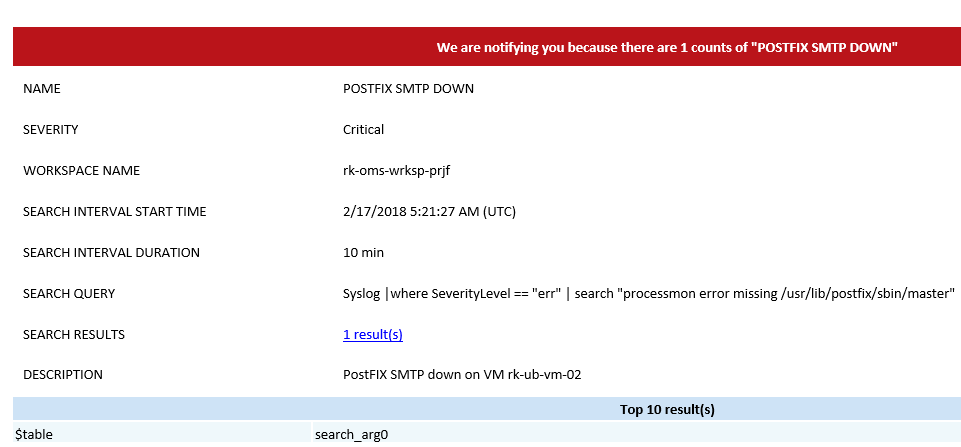 We are notifying you because there are 1 counts of "POSTFIX SMTP DOWN"
NAME POSTFIX SMTP DOWN
SEVERITY Critical
WORKSPACE NAME rk-oms-wrksp-prjf
SEARCH INTERVAL START TIME 2/17/2018 5:21:27 AM (UTC)
SEARCH INTERVAL DURATION 10 min
SEARCH QUERY Syslog |where SeverityLevel == "err" | search "processmon error missing /usr/lib/postfix/sbin/master"
SEARCH RESULTS 1 result(s)
DESCRIPTION PostFIX SMTP down on VM rk-ub-vm-02
Top 10 result(s)
$table search_arg0